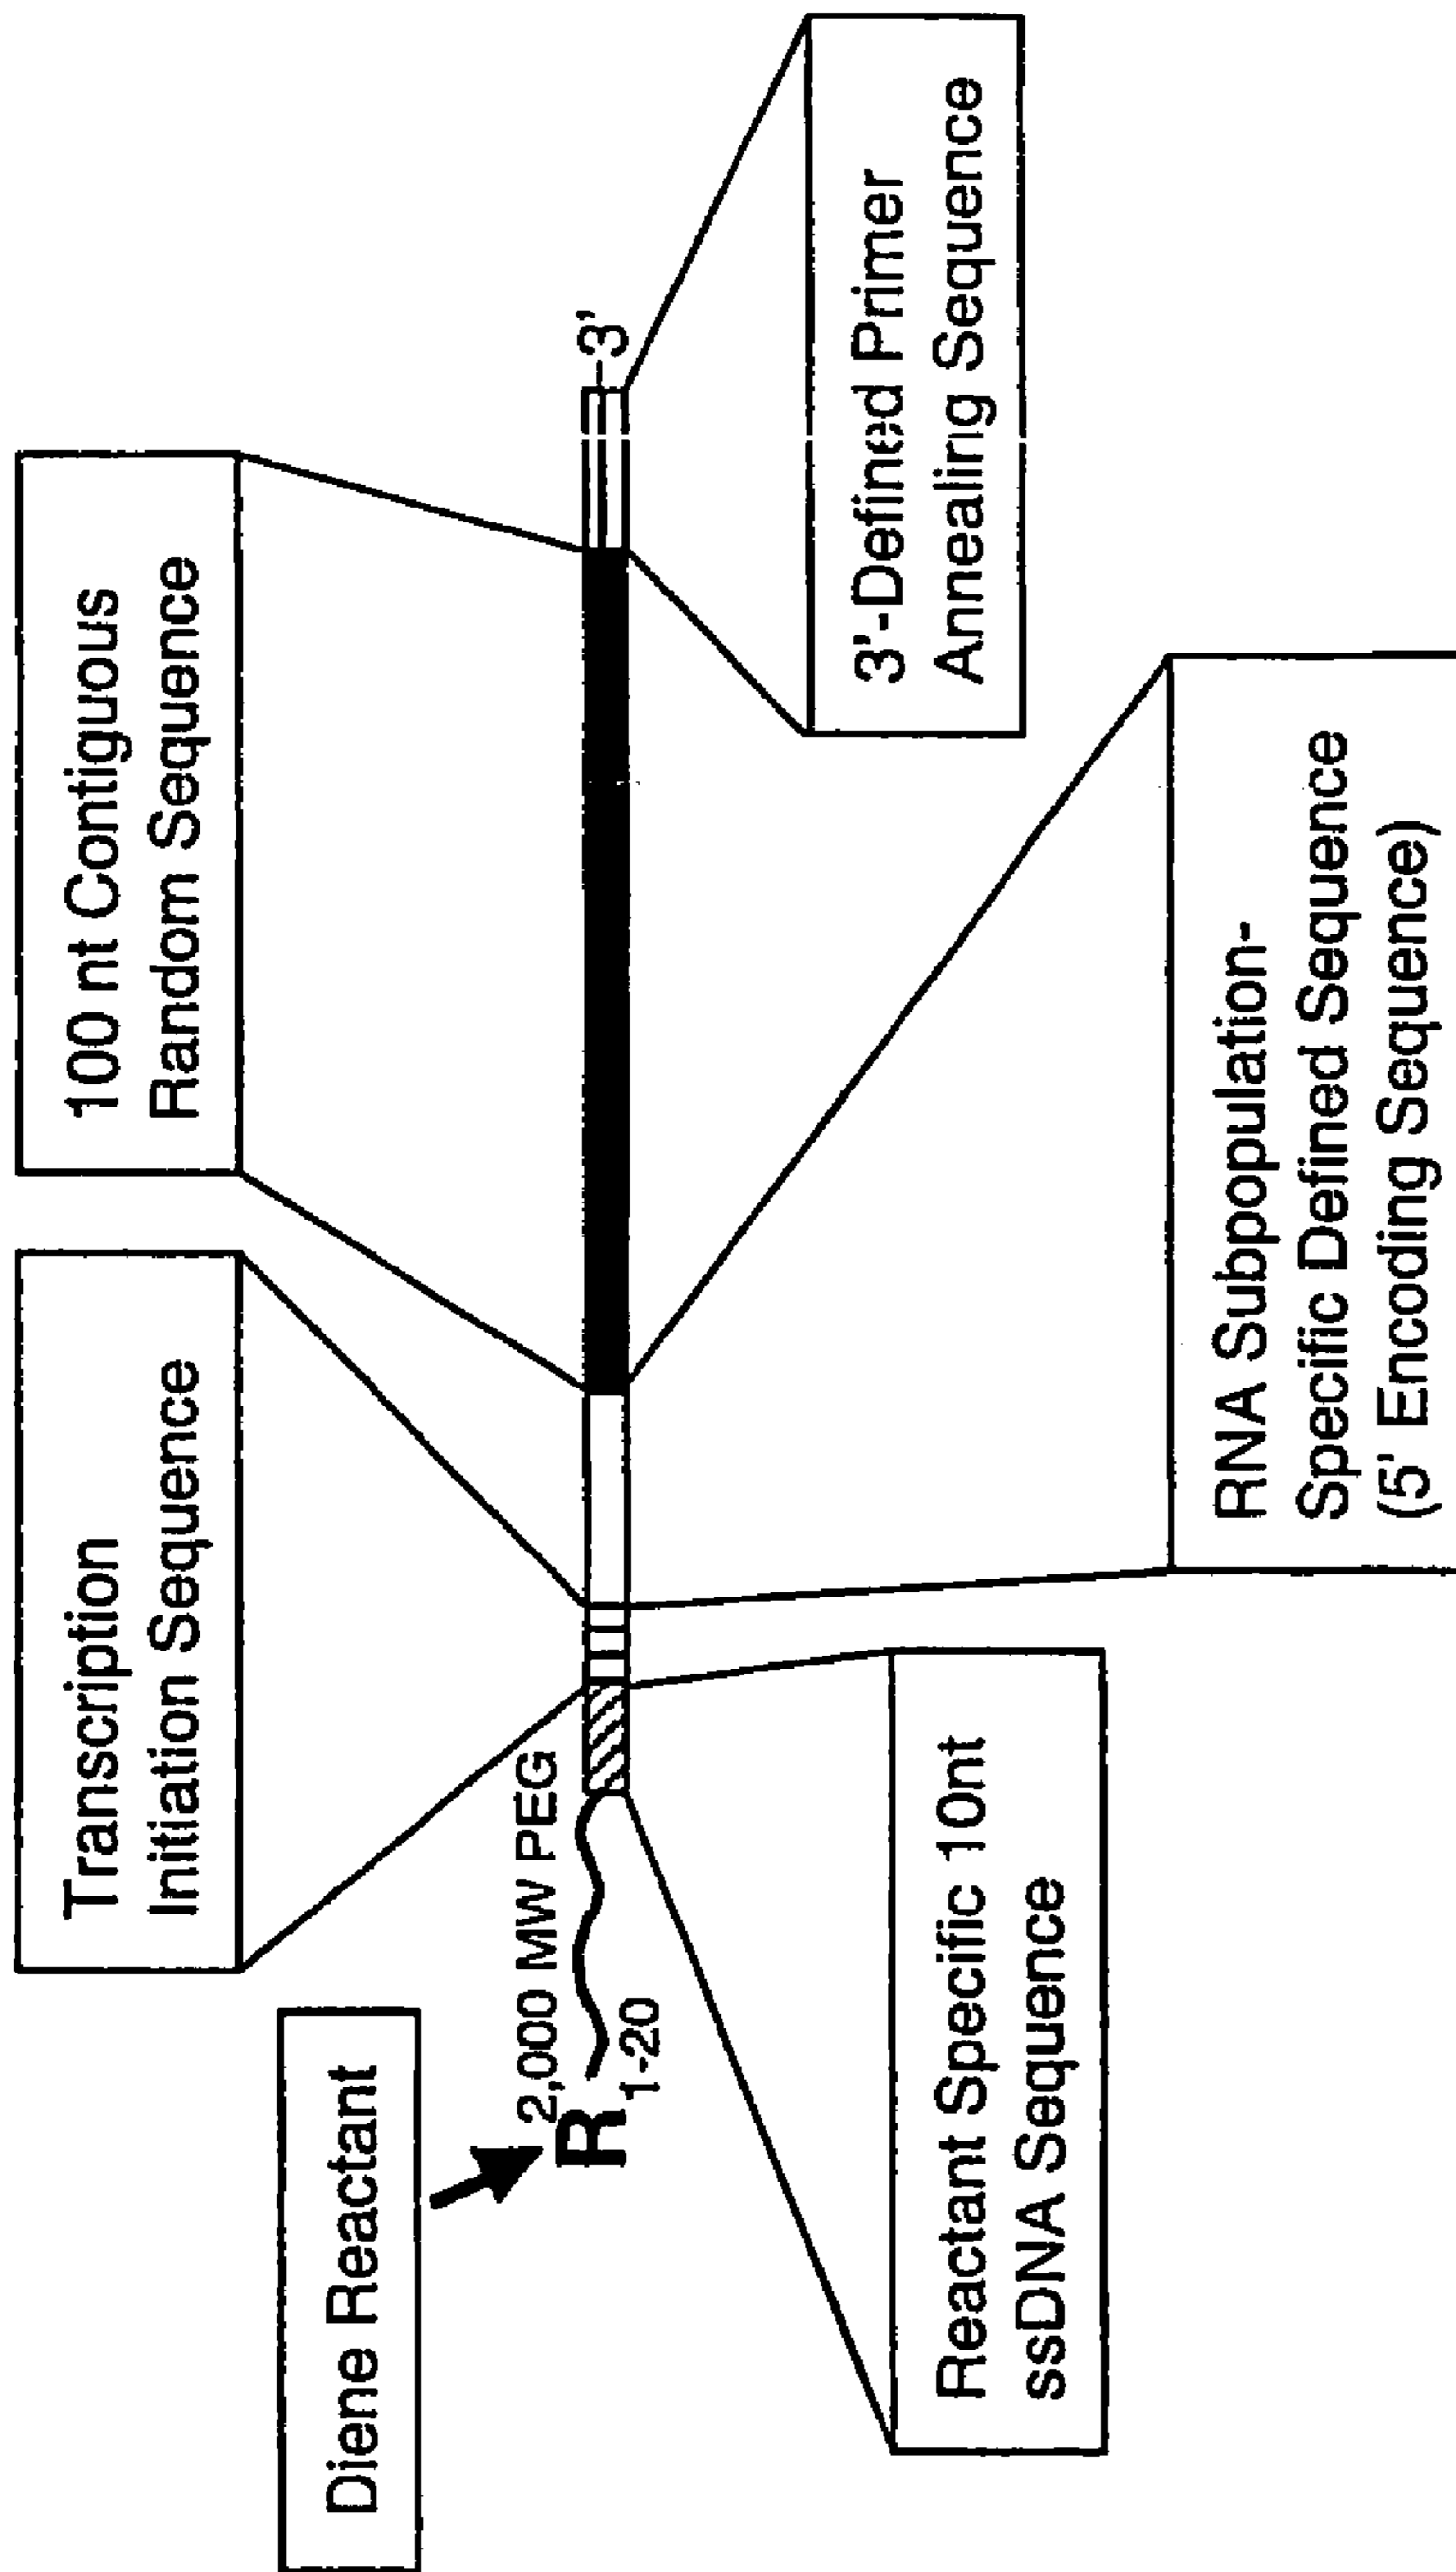 Diene Reactant
Transcription
Initiation Sequence
100 nt Contiguous
Random Sequence
2,000 MW PEG
R
1-20
3'
Reactant Specific 10nt
ssDNA Sequence
RNA Subpopulation-
Specific Defined Sequence
(5' Encoding Sequence)
3'-Defined Primer
Annealing Sequence